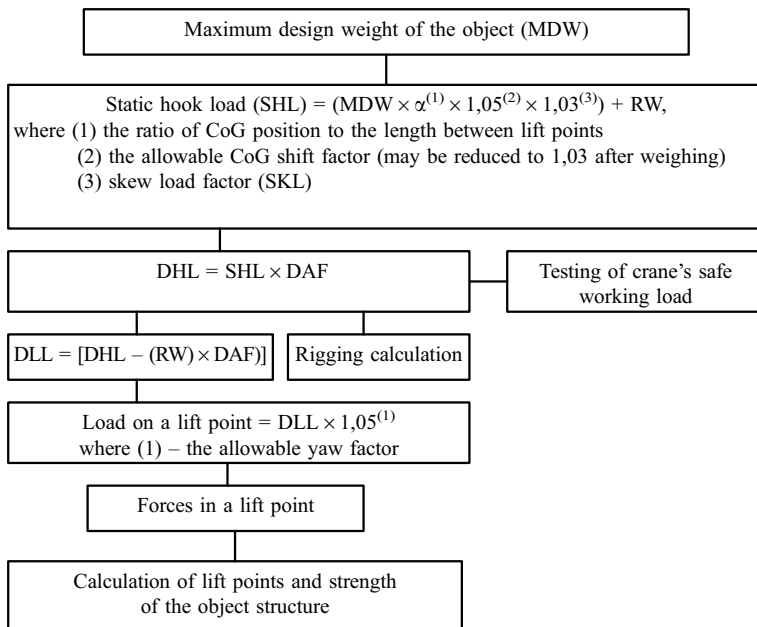 Maximum design weight of the object (MDW)
Static hook load (SHL) = (MDW × α⁽¹⁾ × 1,05⁽²⁾ × 1,03⁽³⁾) + RW,
where (1) the ratio of CoG position to the length between lift points
(2) the allowable CoG shift factor (may be reduced to 1,03 after weighing)
(3) skew load factor (SKL)
DHL = SHL × DAF
Testing of crane's safe
working load
DLL = [DHL – (RW) × DAF)]
Rigging calculation
Load on a lift point = DLL × 1,05⁽¹⁾
where (1) – the allowable yaw factor
Forces in a lift point
Calculation of lift points and strength
of the object structure